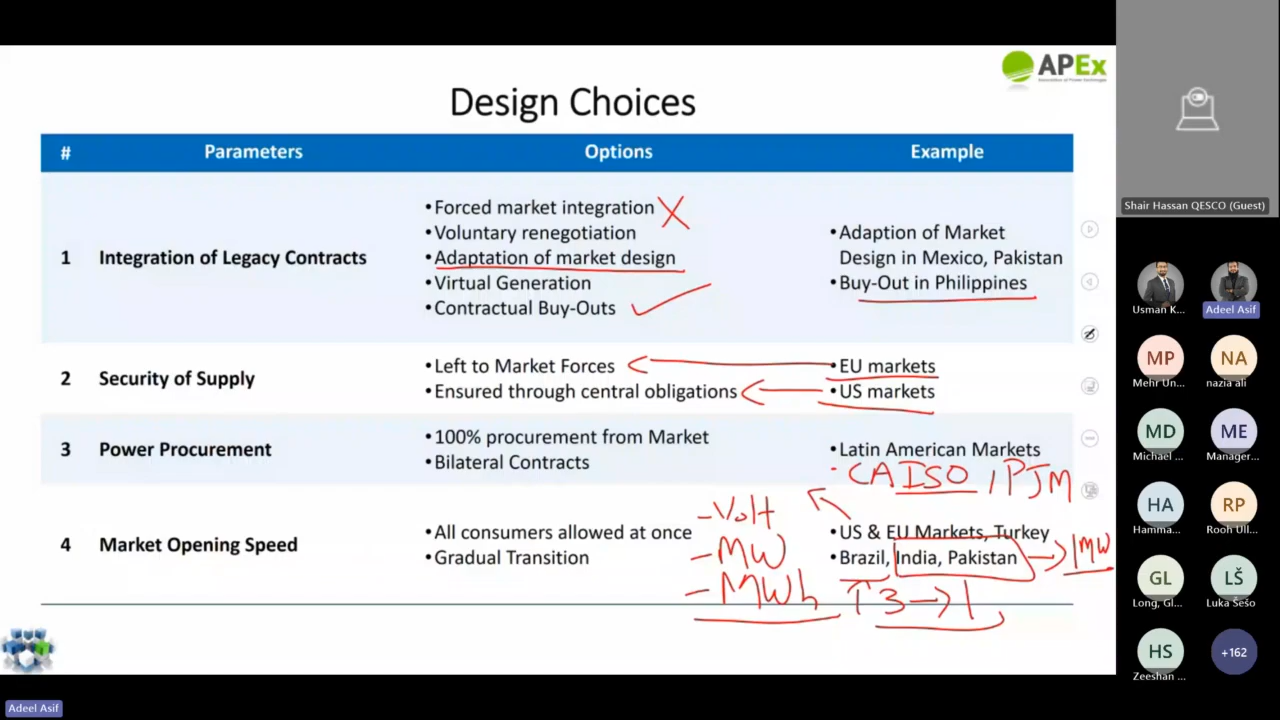 APEx
Design Choices
# Parameters Options Example
1 Integration of Legacy Contracts
•Forced market integration X
•Voluntary renegotiation
•Adaptation of market design
•Virtual Generation
•Contractual Buy-Outs
•Adaption of Market
Design in Mexico, Pakistan
•Buy-Out in Philippines
2 Security of Supply
•Left to Market Forces
•Ensured through central obligations
•EU markets
•US markets
3 Power Procurement
•100% procurement from Market
•Bilateral Contracts
•Latin American Markets
• CAISO, PJM
4 Market Opening Speed
•All consumers allowed at once
•Gradual Transition
- Volt
- MW
- MWh
•US & EU Markets, Turkey
•Brazil, India, Pakistan → 1MW
↑ 3 → 1
Shair Hassan QESCO (Guest)
Usman K... Adeel Asif
MP NA
Mehr Un... nazia ali
MD ME
Michael ... Manager...
HA RP
Hamma... Rooh Ull...
GL LŠ
Long, Gl... Luka Šešo
HS +162
Zeeshan ...
Adeel Asif